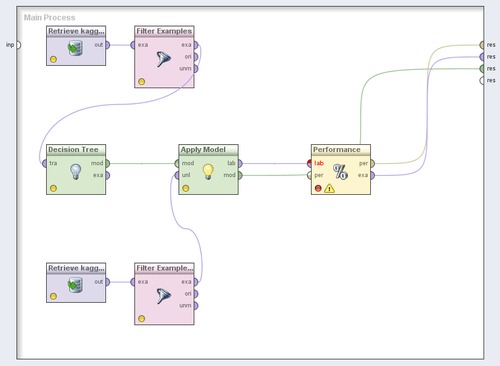 Main Process
Retrieve kagg...
out
Filter Examples
exa
exa
ori
unm
inp
res
res
res
res
Decision Tree
tra
mod
exa
Apply Model
mod
unl
lab
mod
Performance
lab
per
per
exa
%
Retrieve kagg...
out
Filter Example...
exa
exa
ori
unm